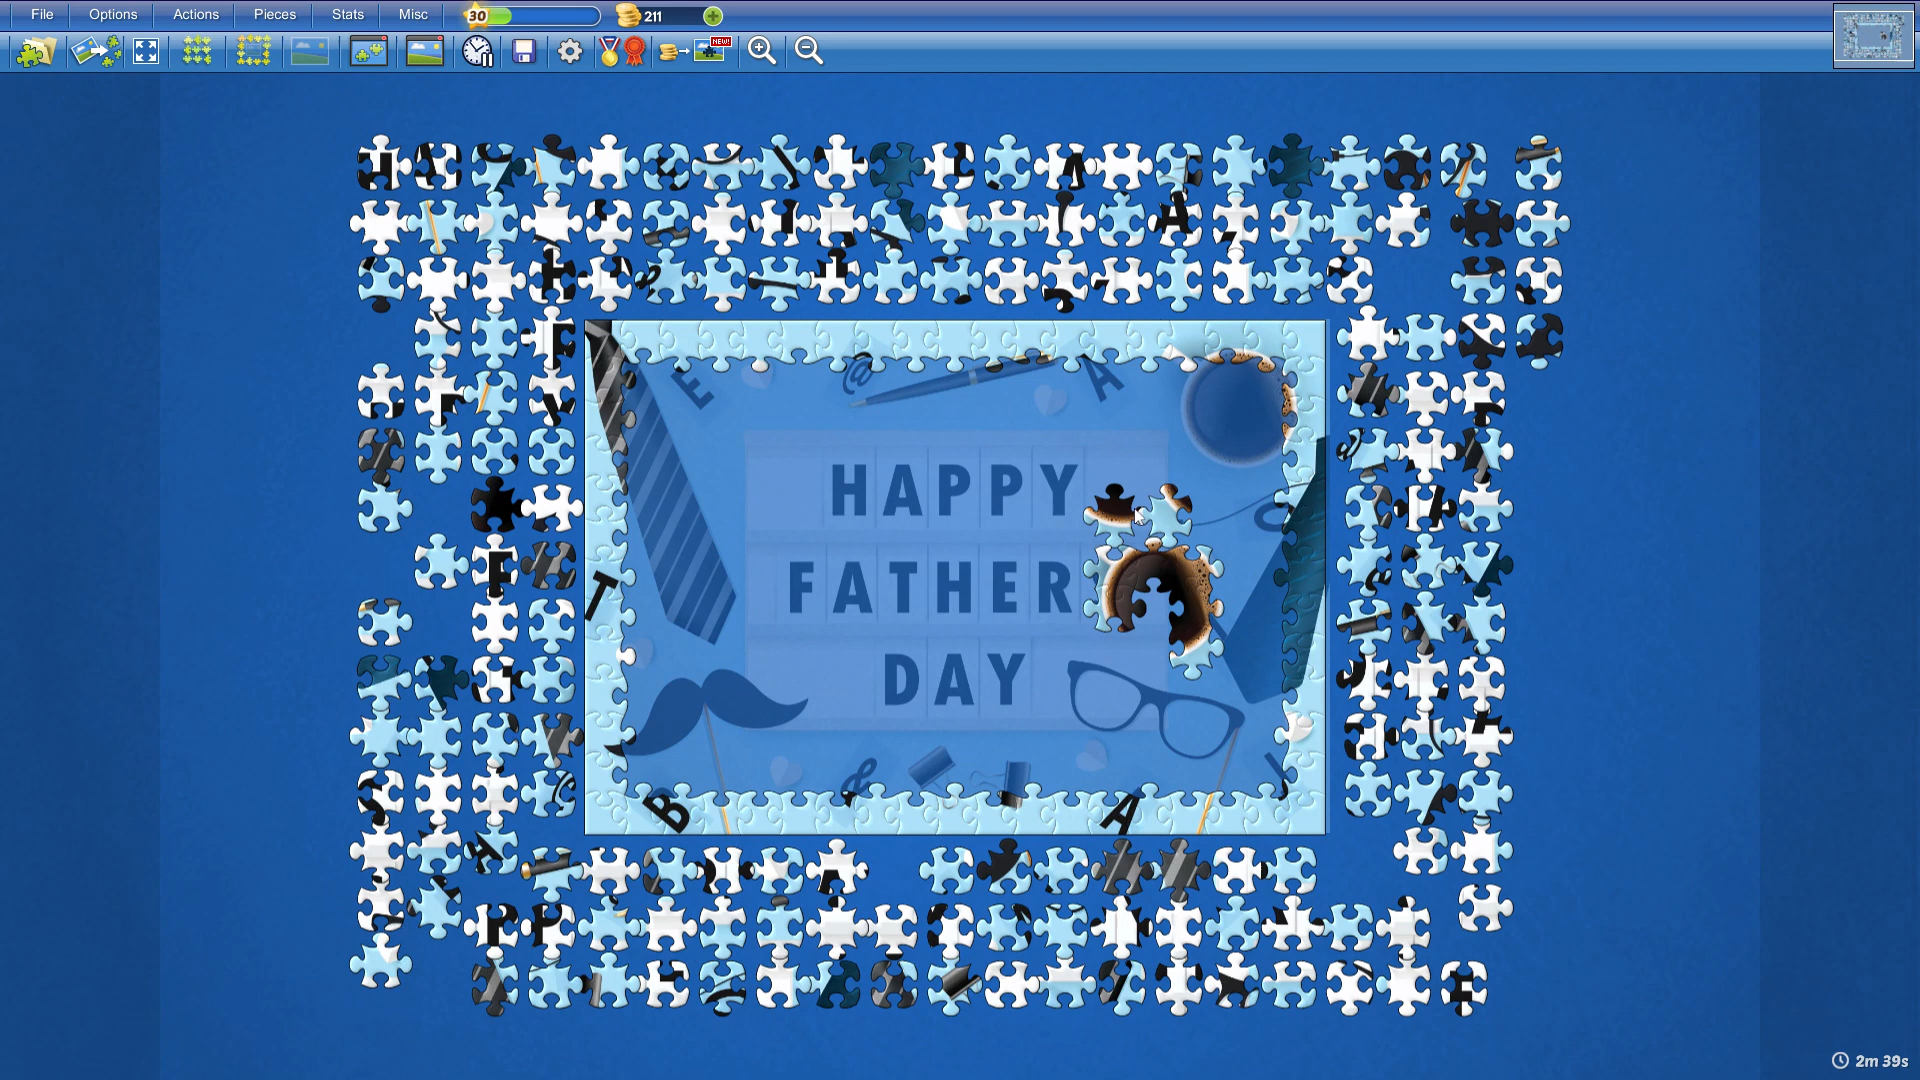 File Options Actions Pieces Stats Misc 30 211
NEW!
E @ A
HAPPY
FATHER
DAY
T
& J
B A
2m 39s